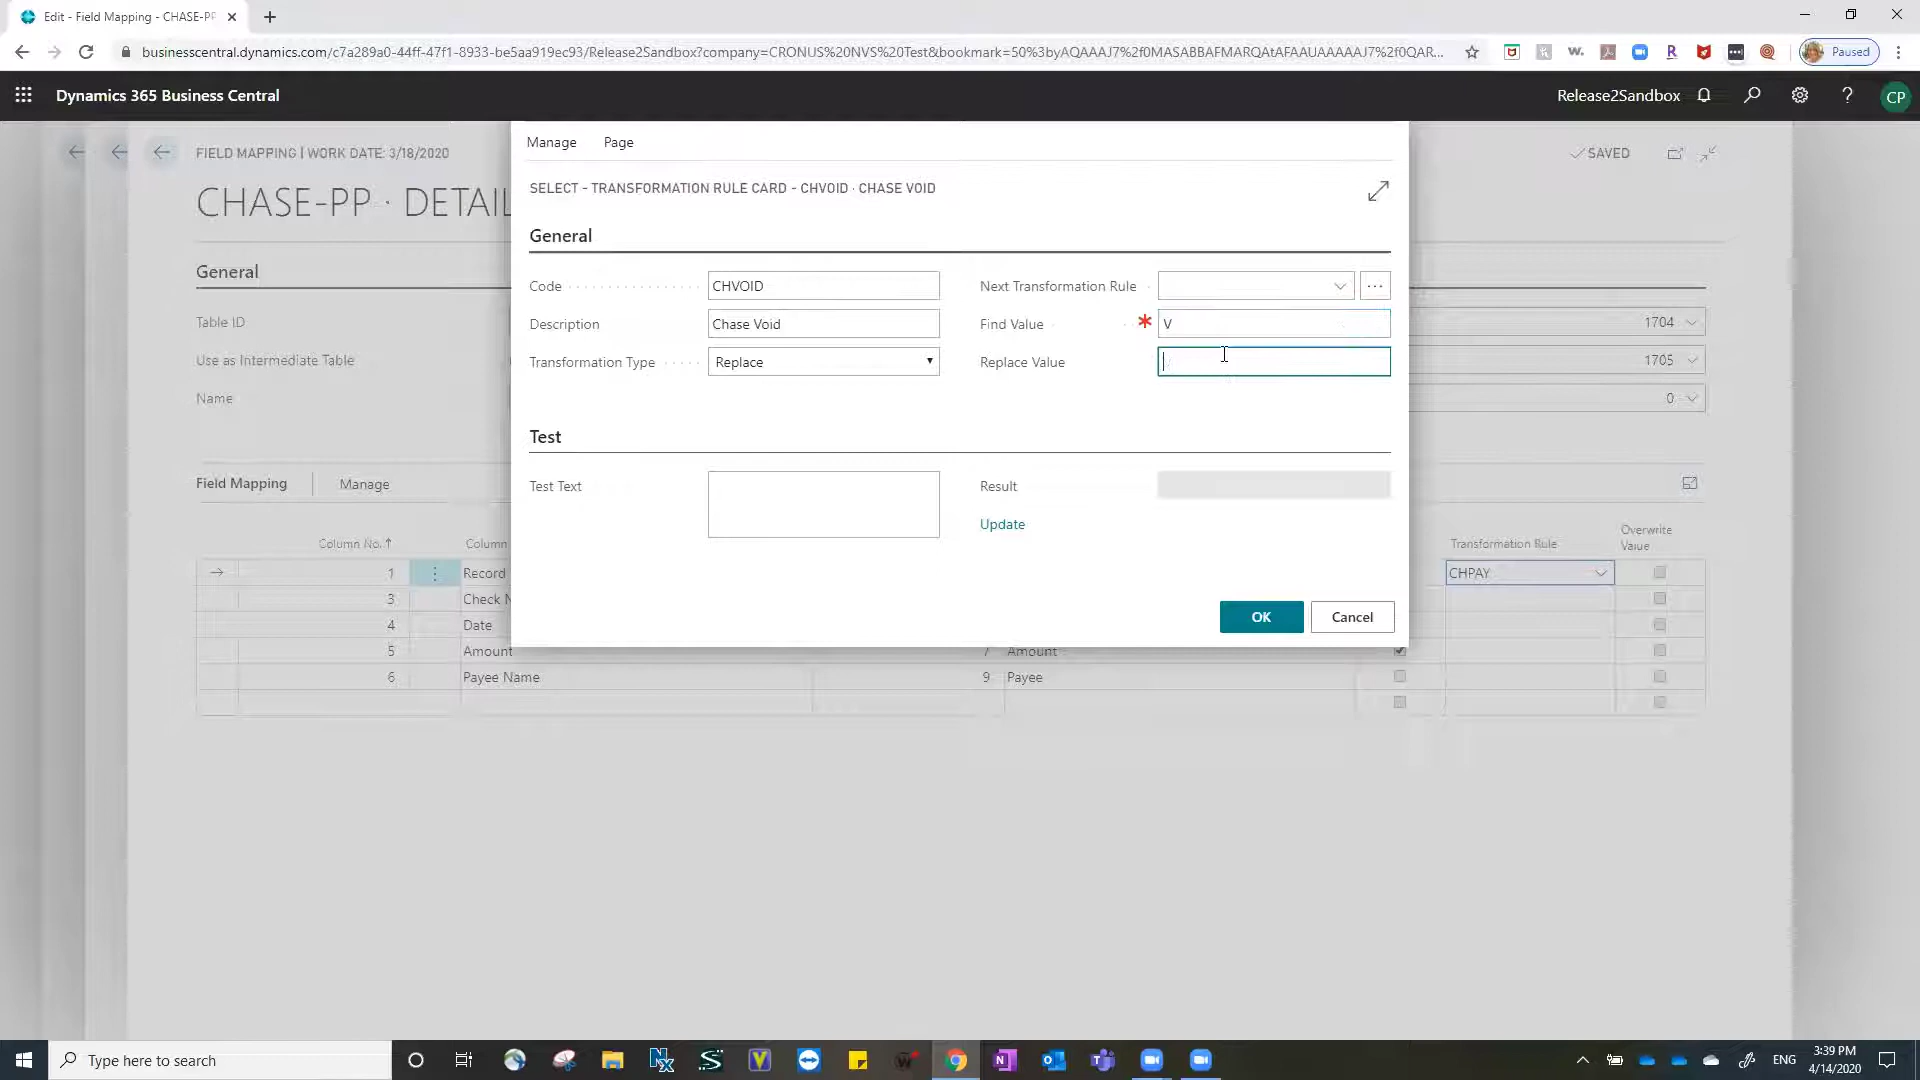 Edit - Field Mapping - CHASE-PP
businesscentral.dynamics.com/c7a289a0-44ff-47f1-8933-be5aa919ec93/Release2Sandbox?company=CRONUS%20NVS%20Test&bookmark=50%3byAQAAAJ7%2f0MASABBAFMARQAtAFAAUAAAAAJ7%2f0QAR...
Paused
Dynamics 365 Business Central
Release2Sandbox
?
CP
FIELD MAPPING | WORK DATE: 3/18/2020
SAVED
CHASE-PP · DETAIL
General
Table ID
1704
Use as Intermediate Table
1705
Name
0
Field Mapping
Manage
Column No. ↑
Column
Transformation Rule
Overwrite Value
1
Record
CHPAY
3
Check N
4
Date
5
Amount
7
Amount
6
Payee Name
9
Payee
Manage
Page
SELECT - TRANSFORMATION RULE CARD - CHVOID · CHASE VOID
General
Code
CHVOID
Next Transformation Rule
...
Description
Chase Void
Find Value
* V
Transformation Type
Replace
Replace Value
Test
Test Text
Result
Update
OK
Cancel
Type here to search
ENG
3:39 PM
4/14/2020